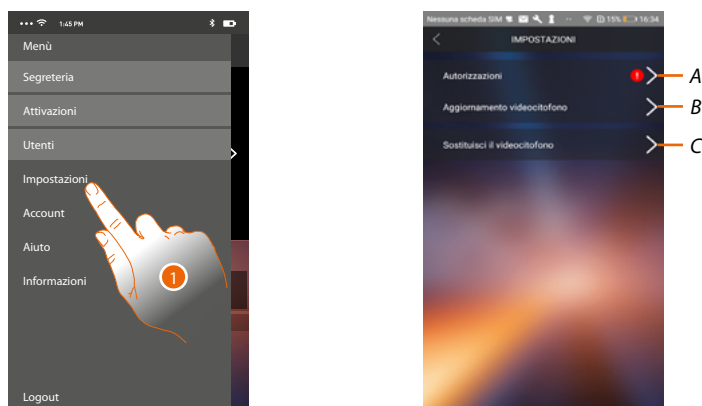 1:45 PM
Menù
Segreteria
Attivazioni
Utenti
Impostazioni
Account
Aiuto
Informazioni
1
Logout
Nessuna scheda SIM 15% 16:34
IMPOSTAZIONI
Autorizzazioni ! A
Aggiornamento videocitofono B
Sostituisci il videocitofono C